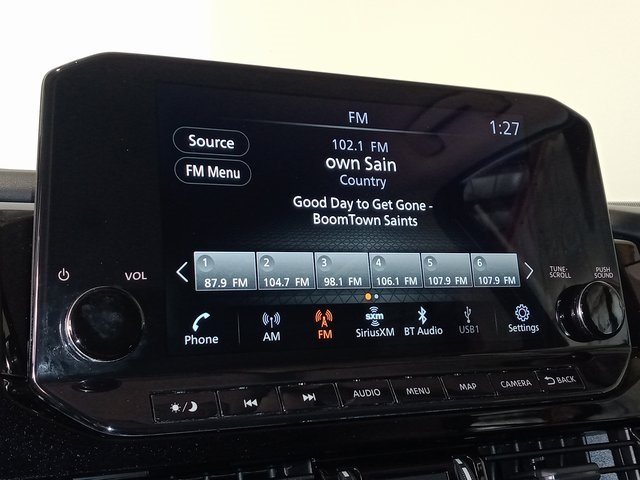 FM
1:27
Source
102.1 FM
own Sain
FM Menu
Country
Good Day to Get Gone -
BoomTown Saints
1 2 3 4 5 6
87.9 FM 104.7 FM 98.1 FM 106.1 FM 107.9 FM 107.9 FM
VOL
TUNE-
SCROLL
PUSH
SOUND
A
sxm
Phone AM FM SiriusXM BT Audio USB1 Settings
AUDIO MENU MAP CAMERA BACK